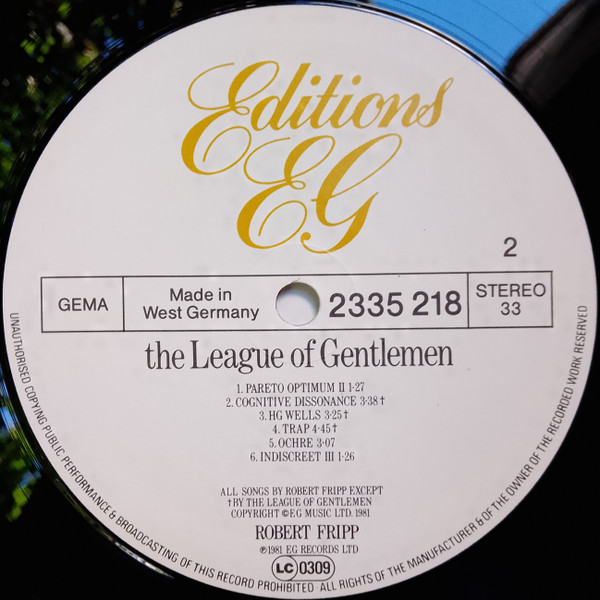 Editions
EG
2
GEMA
Made in
West Germany
2335 218
STEREO
33
the League of Gentlemen
1. PARETO OPTIMUM II 1·27
2. COGNITIVE DISSONANCE 3·38†
3. HG WELLS 3·25†
4. TRAP 4·45†
5. OCHRE 3·07
6. INDISCREET III 1·26
ALL SONGS BY ROBERT FRIPP EXCEPT
†BY THE LEAGUE OF GENTLEMEN
COPYRIGHT ©EG MUSIC LTD. 1981
ROBERT FRIPP
℗1981 EG RECORDS LTD
LC 0309
UNAUTHORISED COPYING PUBLIC PERFORMANCE & BROADCASTING OF THIS RECORD PROHIBITED ALL RIGHTS OF THE MANUFACTURER & OF THE OWNER OF THE RECORDED WORK RESERVED